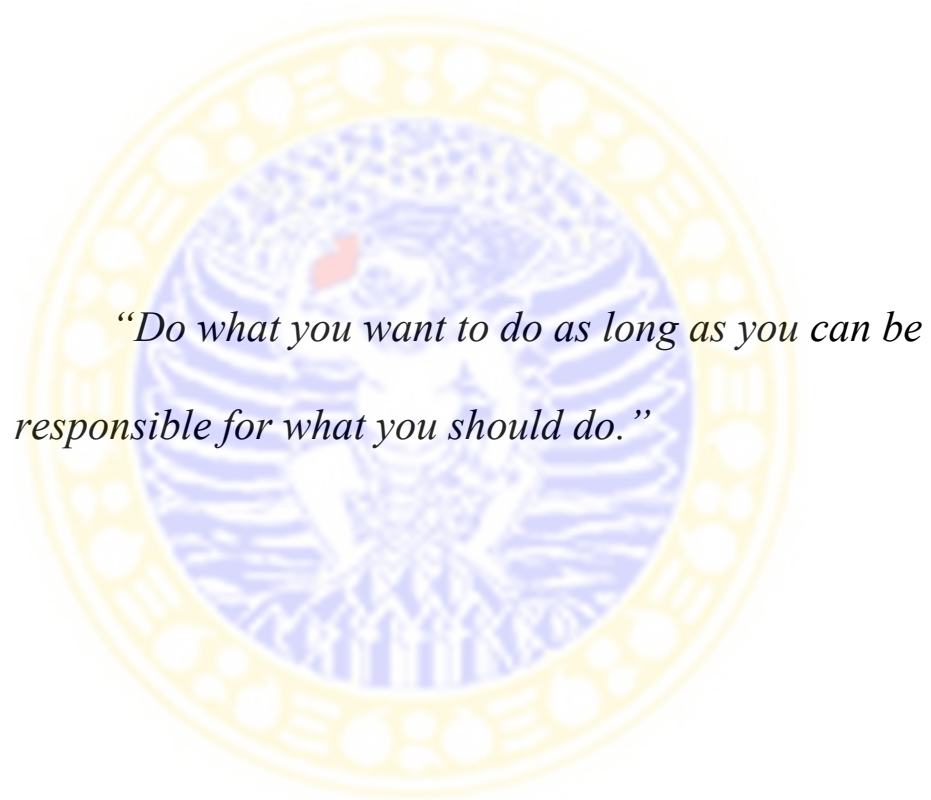 “Do what you want to do as long as you can be
responsible for what you should do.”